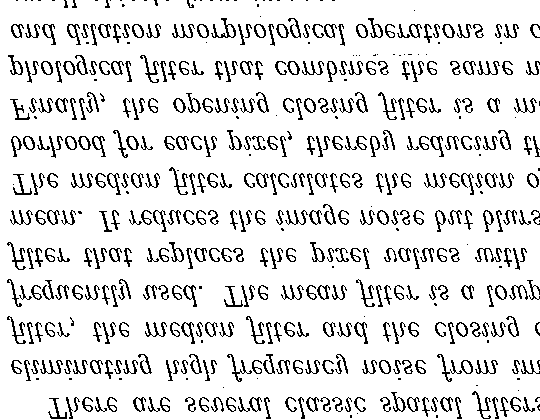 There are several classic spatial filters
eliminating high frequency noise from im
filter, the median filter and the closing
frequently used. The mean filter is a lowp
filter that replaces the pixel values with
mean. It reduces the image noise but blurs
The median filter calculates the median o
borhood for each pixel, thereby reducing th
Finally, the opening closing filter is a m
phological filter that combines the same
and dilation morphological operations in